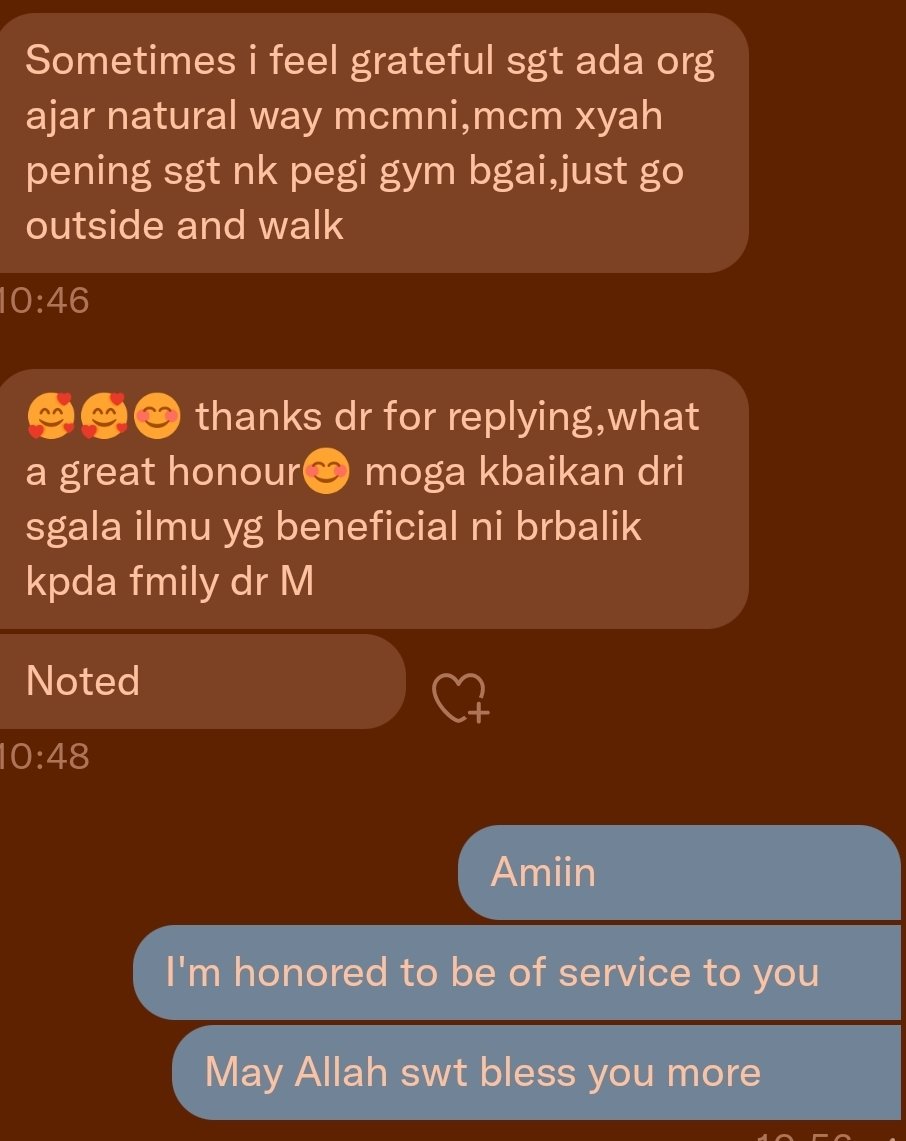 Sometimes i feel grateful sgt ada org
ajar natural way mcmni,mcm xyah
pening sgt nk pegi gym bgai,just go
outside and walk
10:46
🥰🥰😊 thanks dr for replying,what
a great honour😊 moga kbaikan dri
sgala ilmu yg beneficial ni brbalik
kpda fmily dr M
Noted
10:48
Amiin
I'm honored to be of service to you
May Allah swt bless you more